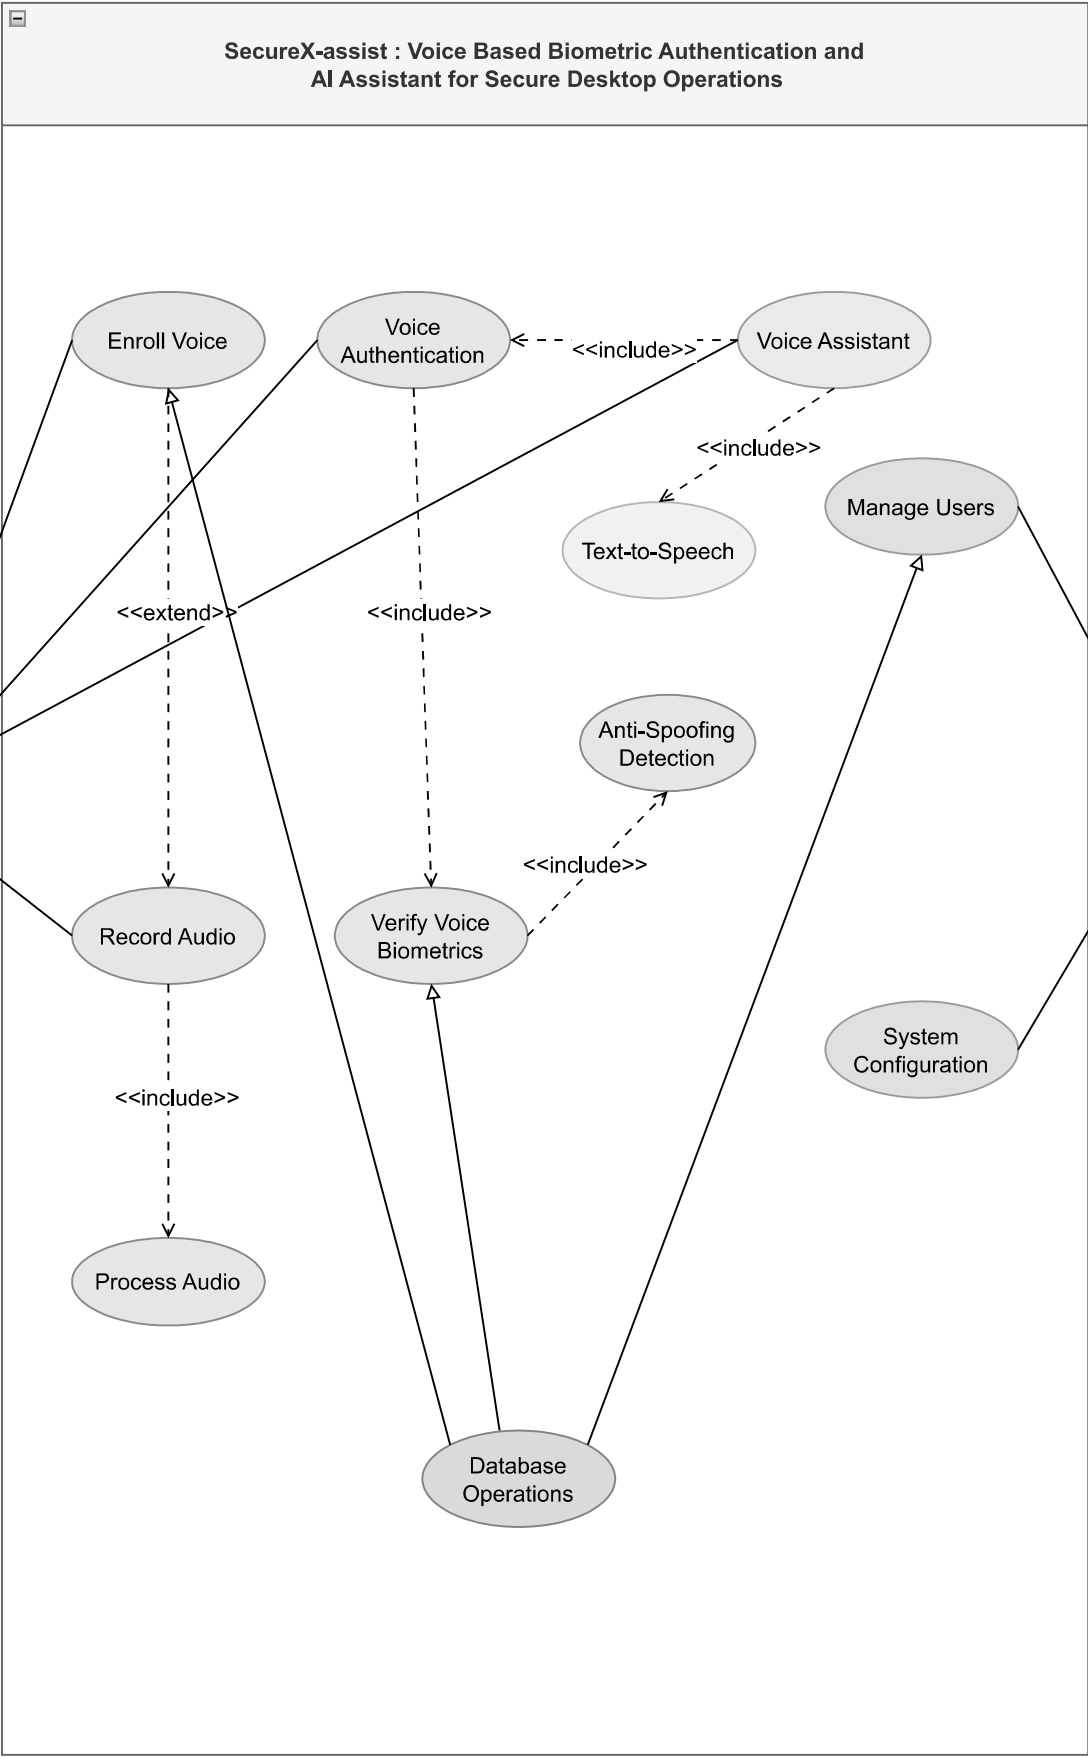 SecureX-assist : Voice Based Biometric Authentication and
AI Assistant for Secure Desktop Operations
Enroll Voice
Voice
Authentication
<<include>>
Voice Assistant
<<include>>
Manage Users
Text-to-Speech
<<extend>>
<<include>>
Anti-Spoofing
Detection
<<include>>
Record Audio
Verify Voice
Biometrics
System
Configuration
<<include>>
Process Audio
Database
Operations